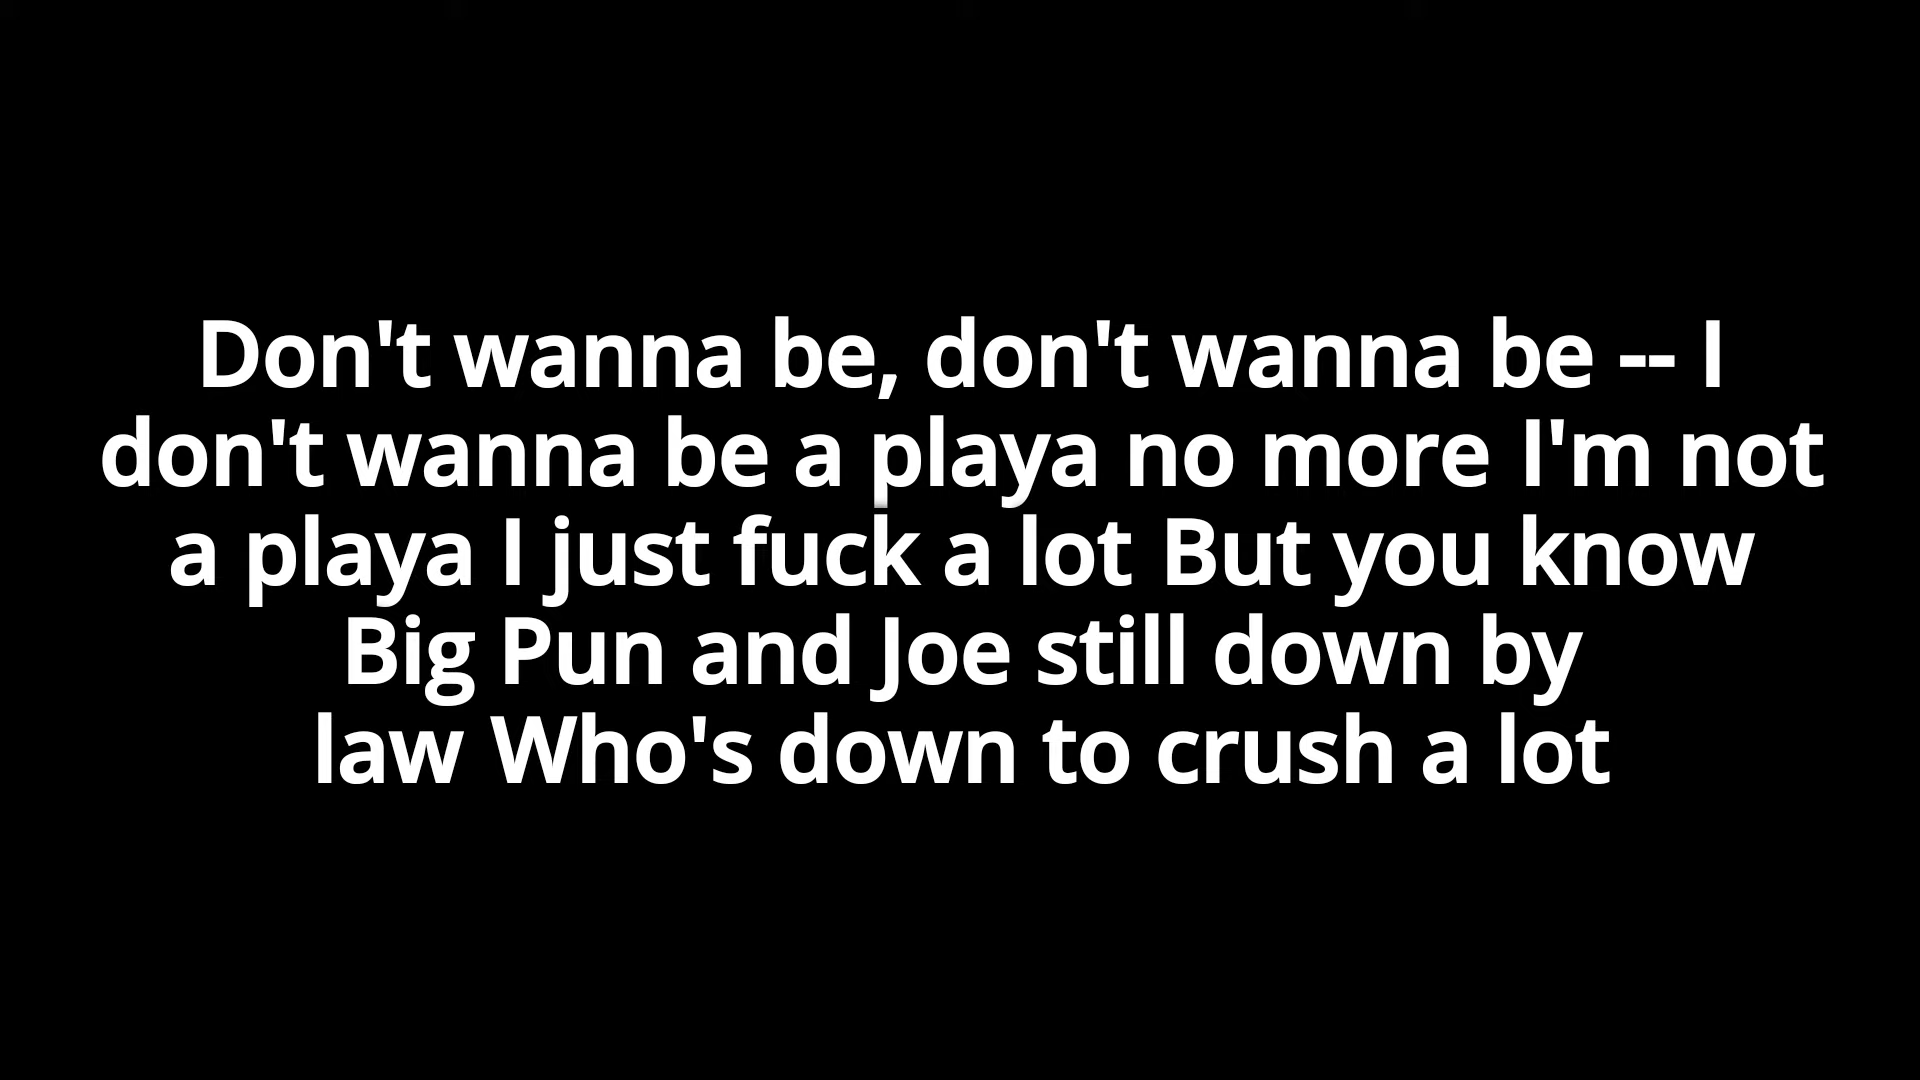 Don't wanna be, don't wanna be -- I
don't wanna be a playa no more I'm not
a playa I just fuck a lot But you know
Big Pun and Joe still down by
law Who's down to crush a lot